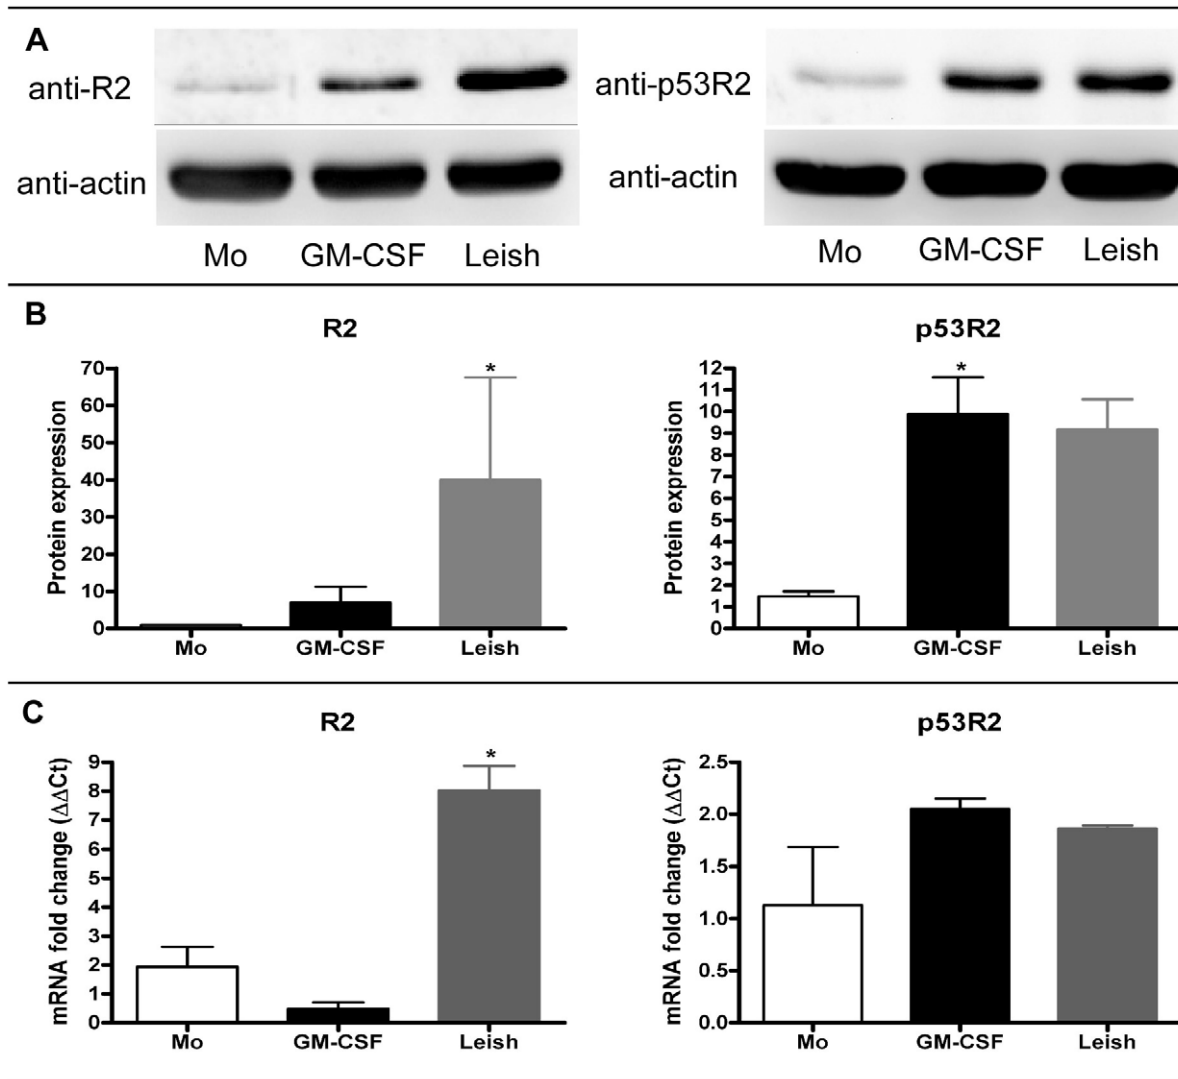 A
anti-R2
anti-p53R2
anti-actin
anti-actin
Mo GM-CSF Leish
Mo GM-CSF Leish
B
R2
Protein expression
70
60
50
40
30
20
10
0
*
Mo GM-CSF Leish
p53R2
Protein expression
12
11
10
9
8
7
6
5
4
3
2
1
0
*
Mo GM-CSF Leish
C
R2
mRNA fold change (ΔΔCt)
9
8
7
6
5
4
3
2
1
0
*
Mo GM-CSF Leish
p53R2
mRNA fold change (ΔΔCt)
2.5
2.0
1.5
1.0
0.5
0.0
Mo GM-CSF Leish